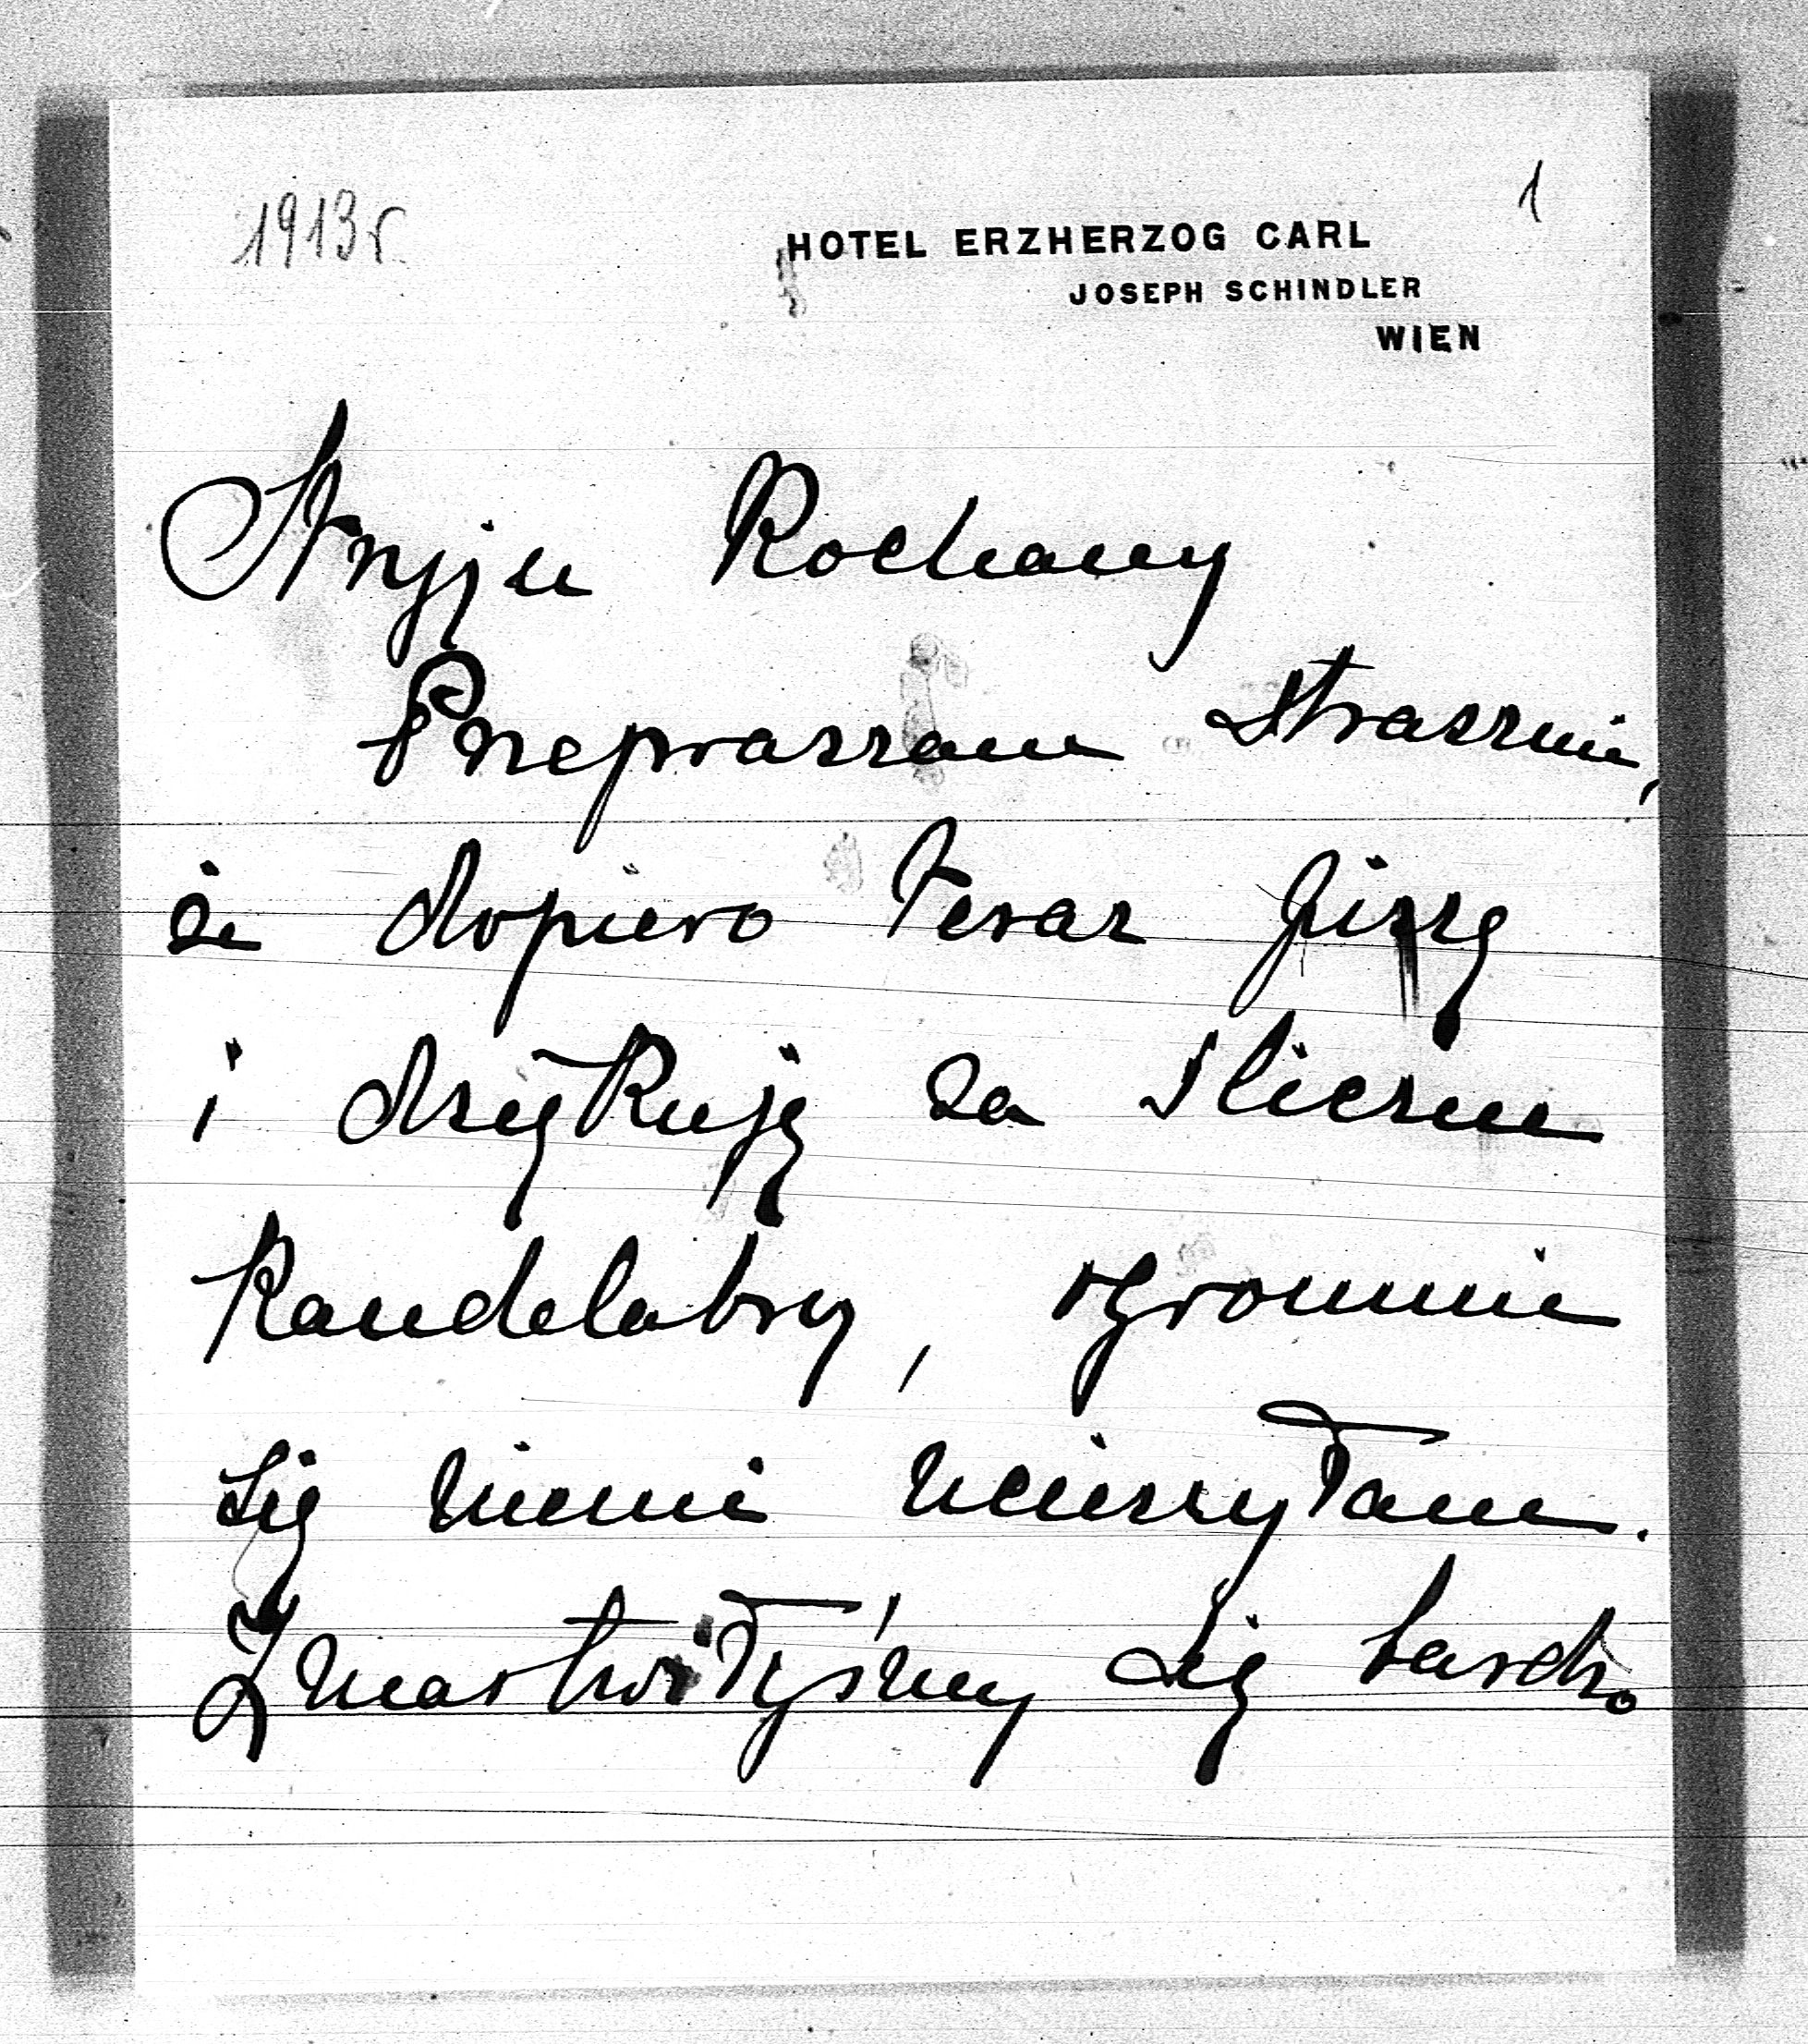 1913 r
1
HOTEL ERZHERZOG CARL
JOSEPH SCHINDLER
WIEN
Stryju Kochany
Przepraszam strasznie,
że dopiero teraz piszę
i dziękuję za śliczne
kandelabry, ogromnie
się niemi ucieszyłam.
Zmartwiłyśmy się bardzo